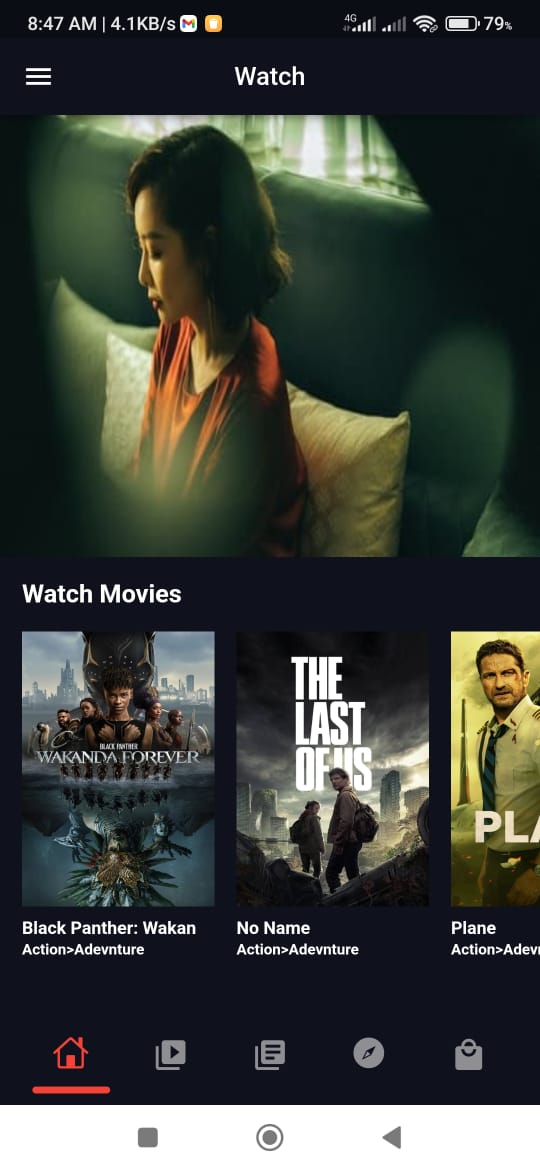 8:47 AM | 4.1KB/s
4G
79%
Watch
Watch Movies
BLACK PANTHER
WAKANDA FOREVER
THE
LAST
OF US
PLA
Black Panther: Wakan
Action>Adevnture
No Name
Action>Adevnture
Plane
Action>Adev